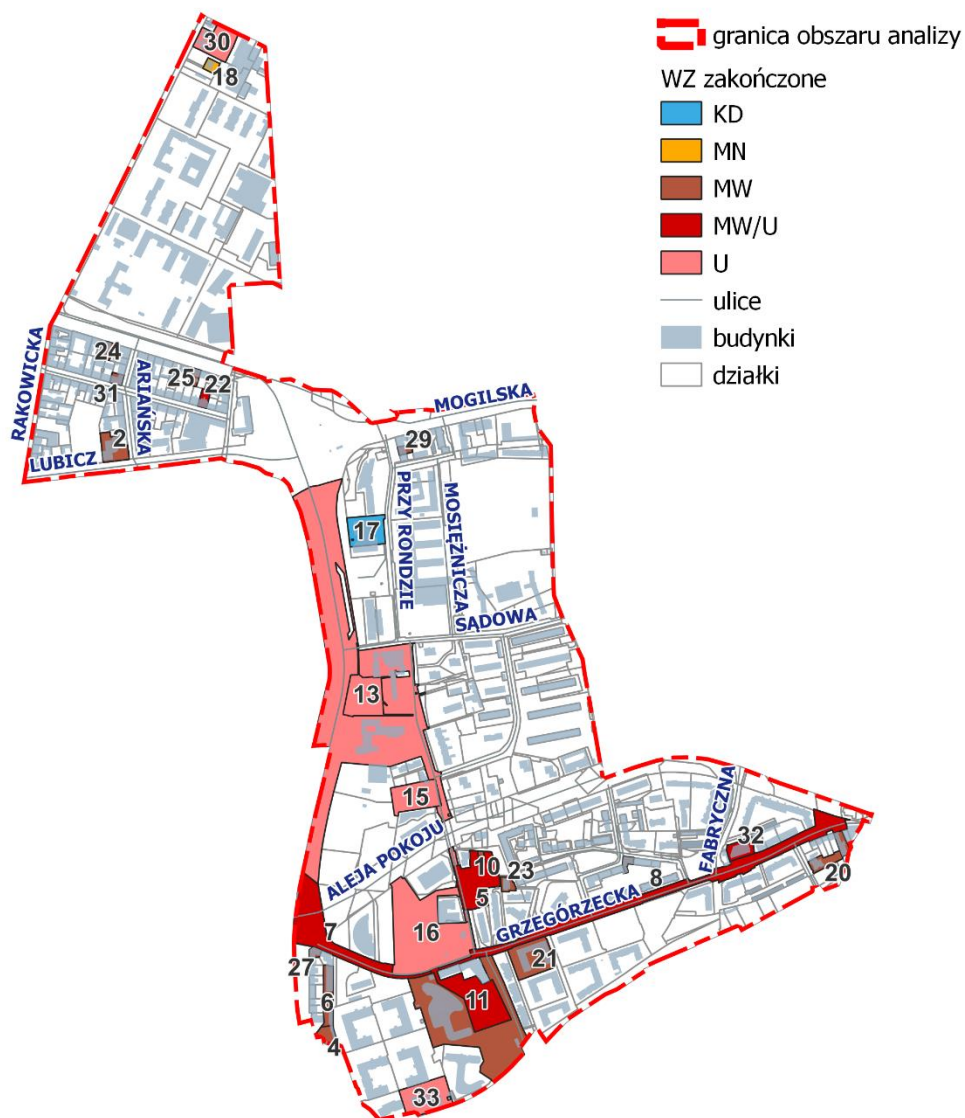 granica obszaru analizy
WZ zakończone
KD
MN
MW
MW/U
U
ulice
budynki
działki
30
18
RAKOWICKA
24
ARIAŃSKA
25
22
31
2
LUBICZ
MOGILSKA
29
PRZY RONDZIE
MOSIĘŻNICZA
17
SĄDOWA
13
15
ALEJA POKOJU
FABRYCZNA
32
10
23
8
20
5
GRZEGÓRZECKA
7
16
27
21
6
11
4
33